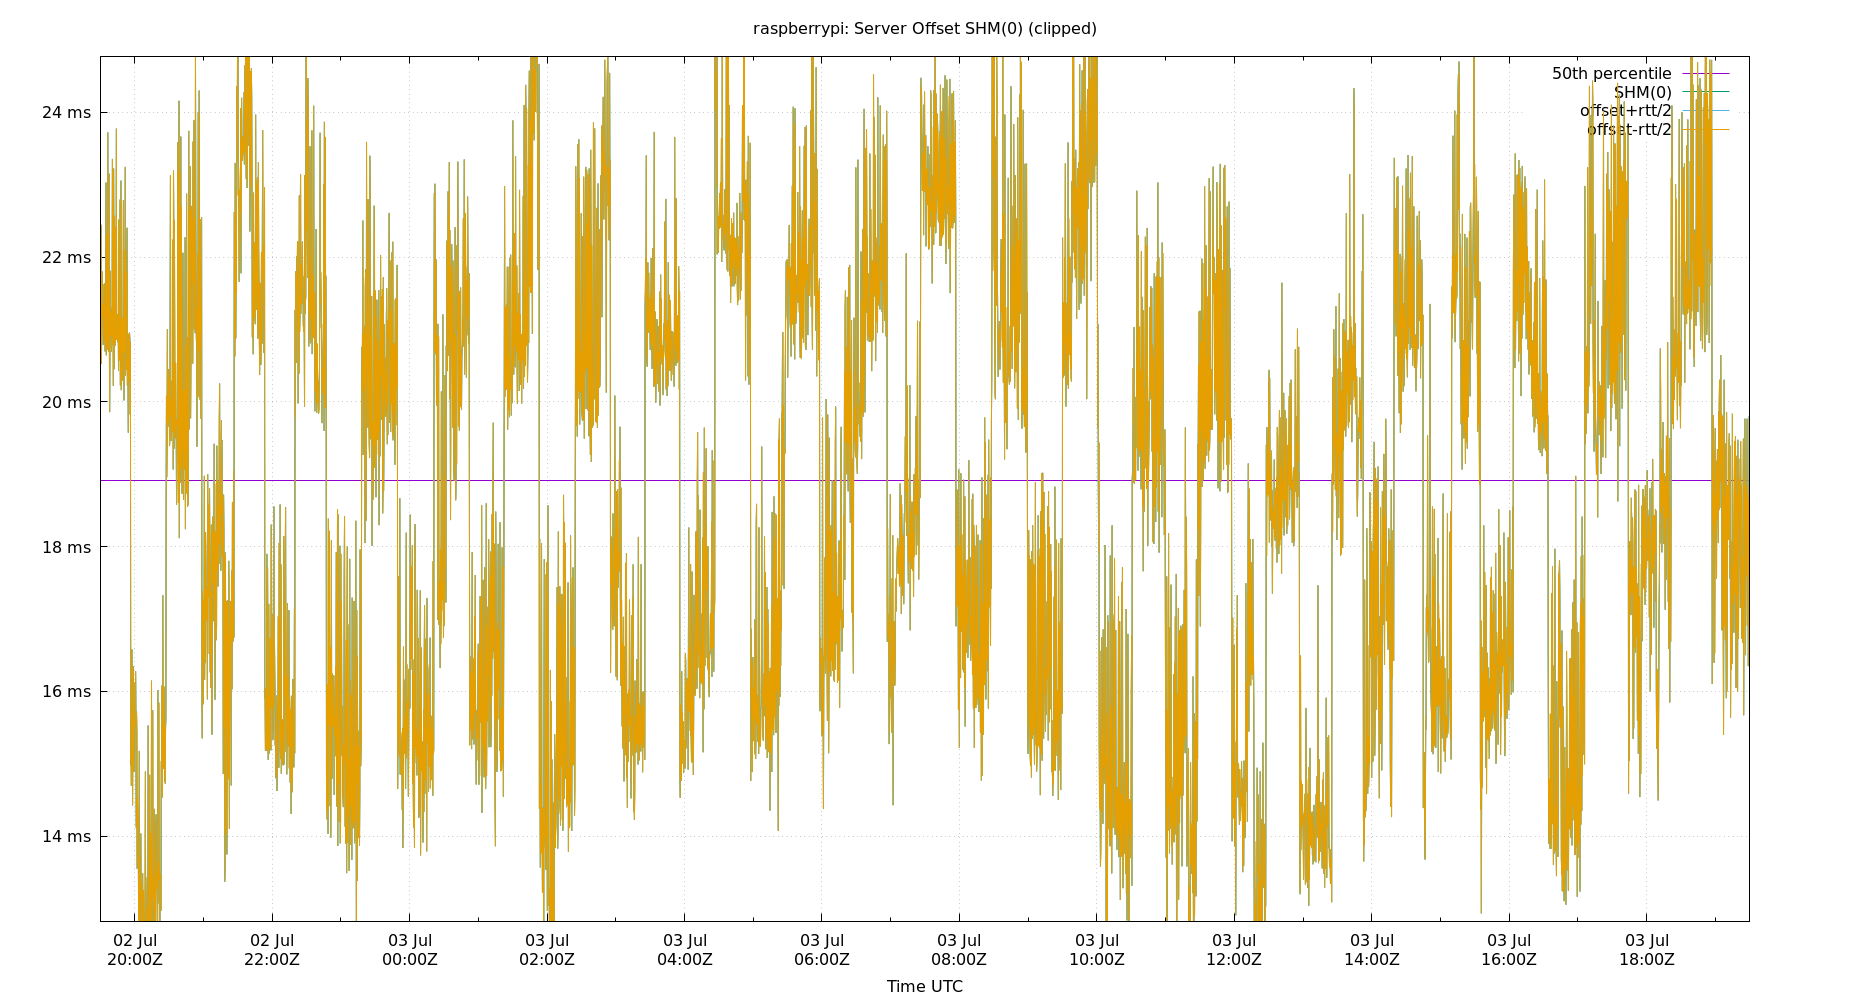 raspberrypi: Server Offset SHM(0) (clipped)
50th percentile
SHM(0)
offset+rtt/2
offset-rtt/2
24 ms
22 ms
20 ms
18 ms
16 ms
14 ms
02 Jul 02 Jul 03 Jul 03 Jul 03 Jul 03 Jul 03 Jul 03 Jul 03 Jul 03 Jul 03 Jul 03 Jul
20:00Z 22:00Z 00:00Z 02:00Z 04:00Z 06:00Z 08:00Z 10:00Z 12:00Z 14:00Z 16:00Z 18:00Z
Time UTC